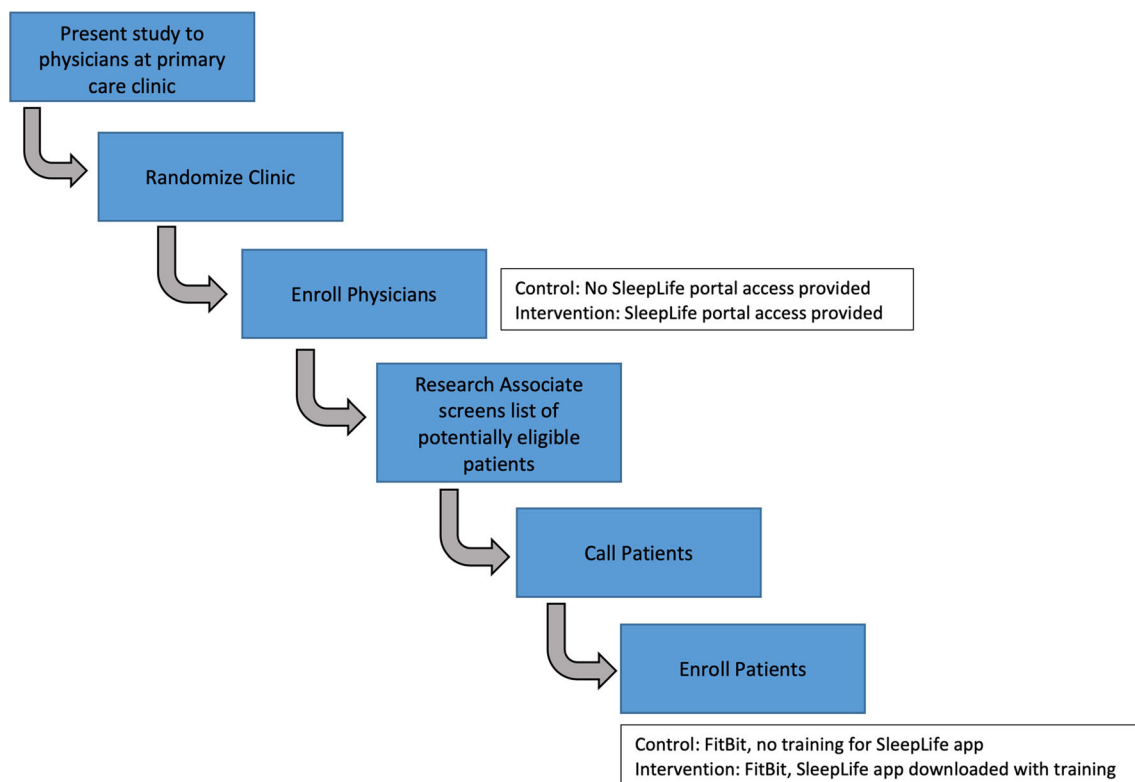 Present study to
physicians at primary
care clinic
Randomize Clinic
Enroll Physicians
Control: No SleepLife portal access provided
Intervention: SleepLife portal access provided
Research Associate
screens list of
potentially eligible
patients
Call Patients
Enroll Patients
Control: FitBit, no training for SleepLife app
Intervention: FitBit, SleepLife app downloaded with training